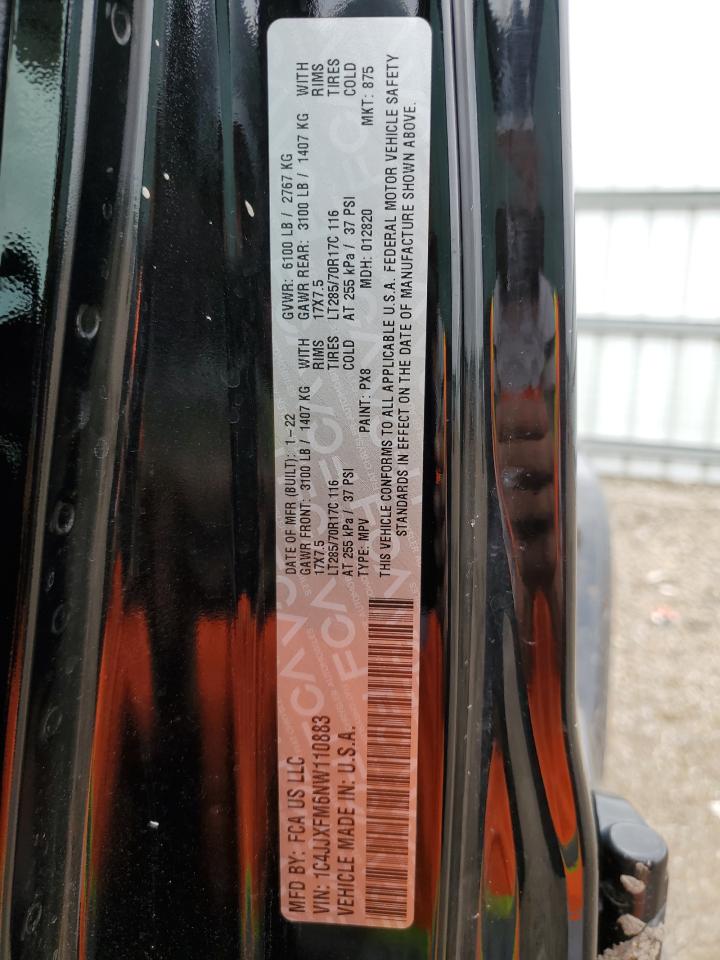 MFD BY: FCA US LLC
VIN: 1C4JJXFM6NW110883
VEHICLE MADE IN: U.S.A.
DATE OF MFR (BUILT): 1-22 GVWR: 6100 LB / 2767 KG
GAWR FRONT: 3100 LB / 1407 KG WITH GAWR REAR: 3100 LB / 1407 KG WITH
17X7.5 RIMS 17X7.5 RIMS
LT285/70R17C 116 TIRES LT285/70R17C 116 TIRES
AT 255 kPa / 37 PSI COLD AT 255 kPa / 37 PSI COLD
TYPE: MPV PAINT: PX8 MDH: 012820 MKT: 875
THIS VEHICLE CONFORMS TO ALL APPLICABLE U.S.A. FEDERAL MOTOR VEHICLE SAFETY
STANDARDS IN EFFECT ON THE DATE OF MANUFACTURE SHOWN ABOVE.